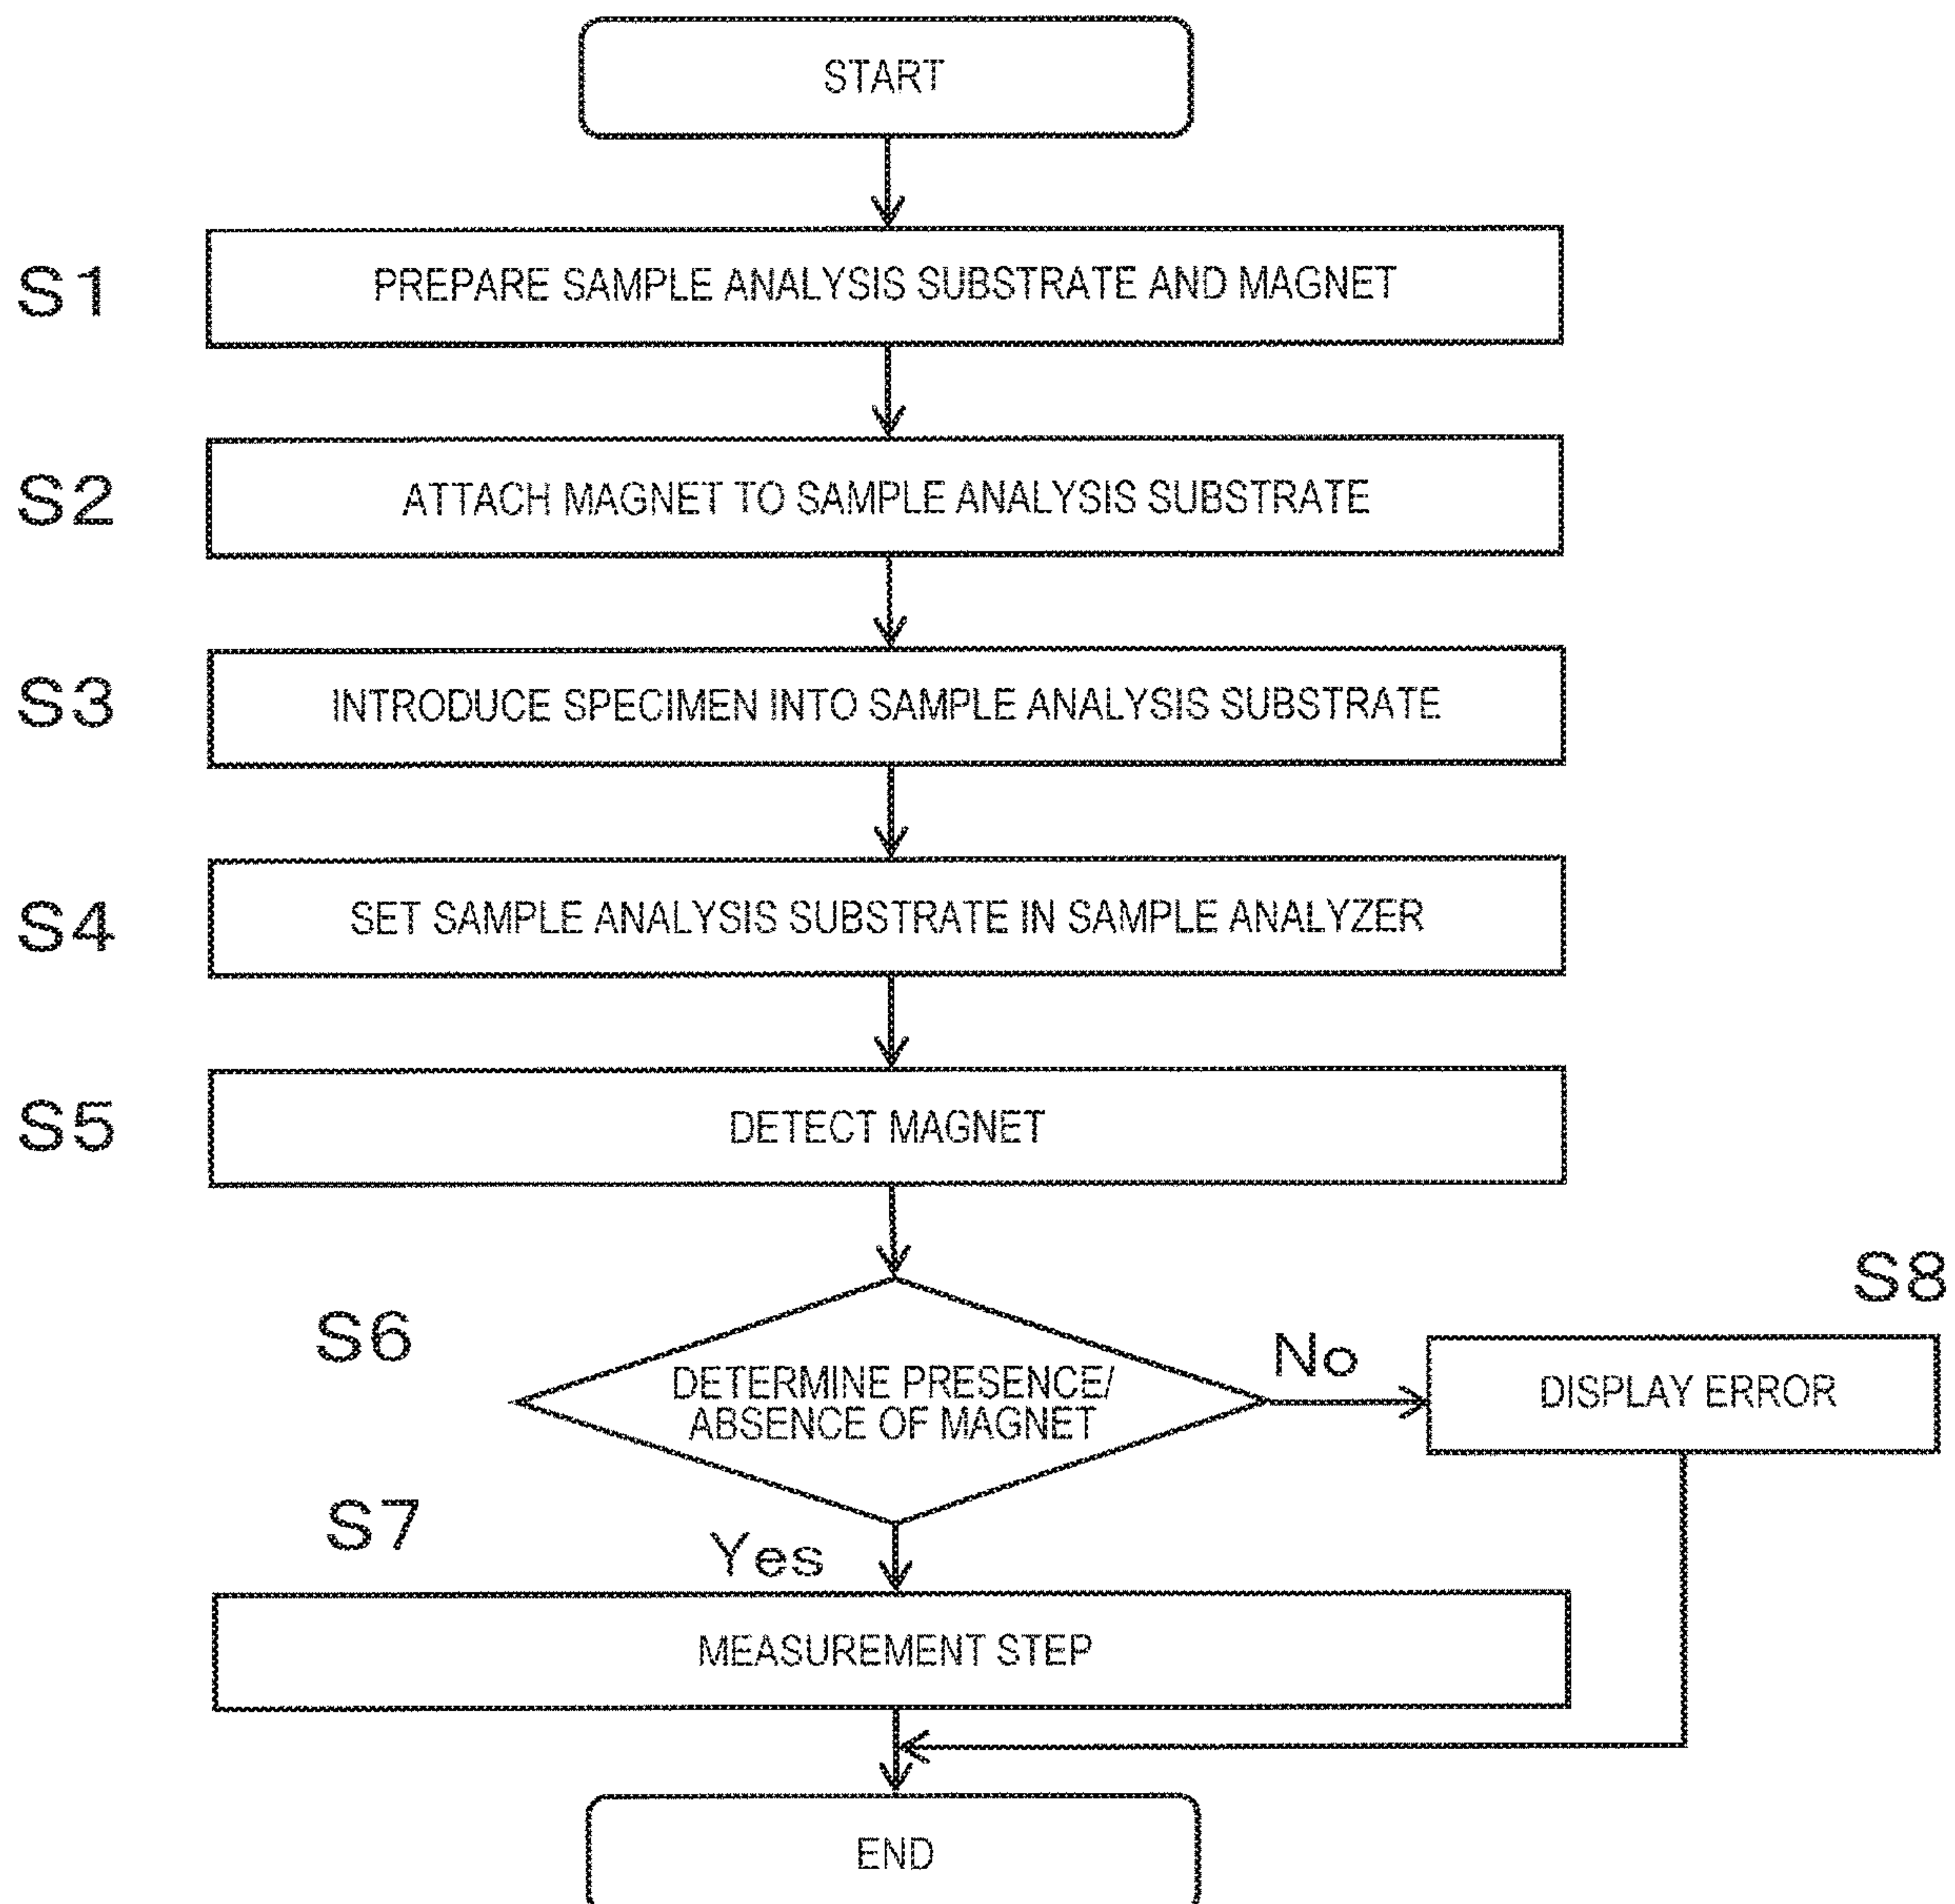 START
S1
PREPARE SAMPLE ANALYSIS SUBSTRATE AND MAGNET
S2
ATTACH MAGNET TO SAMPLE ANALYSIS SUBSTRATE
S3
INTRODUCE SPECIMEN INTO SAMPLE ANALYSIS SUBSTRATE
S4
SET SAMPLE ANALYSIS SUBSTRATE IN SAMPLE ANALYZER
S5
DETECT MAGNET
S6
DETERMINE PRESENCE/
ABSENCE OF MAGNET
No
S8
DISPLAY ERROR
S7
Yes
MEASUREMENT STEP
END